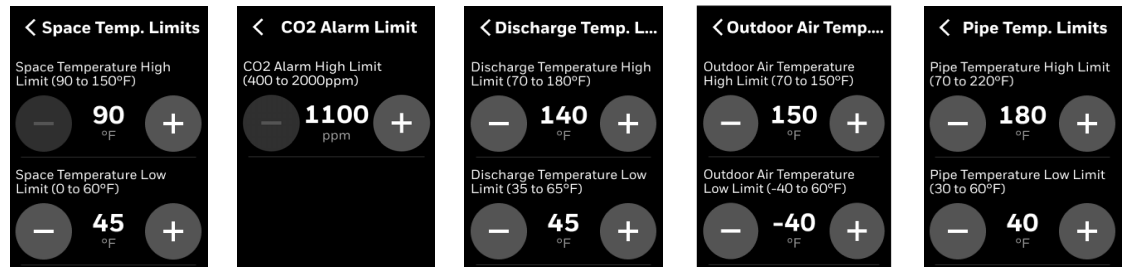 Space Temp. Limits
Space Temperature High
Limit (90 to 150°F)
90
°F
Space Temperature Low
Limit (0 to 60°F)
45
°F
CO2 Alarm Limit
CO2 Alarm High Limit
(400 to 2000ppm)
1100
ppm
Discharge Temp. L...
Discharge Temperature High
Limit (70 to 180°F)
140
°F
Discharge Temperature Low
Limit (35 to 65°F)
45
°F
Outdoor Air Temp....
Outdoor Air Temperature
High Limit (70 to 150°F)
150
°F
Outdoor Air Temperature
Low Limit (-40 to 60°F)
-40
°F
Pipe Temp. Limits
Pipe Temperature High Limit
(70 to 220°F)
180
°F
Pipe Temperature Low Limit
(30 to 60°F)
40
°F